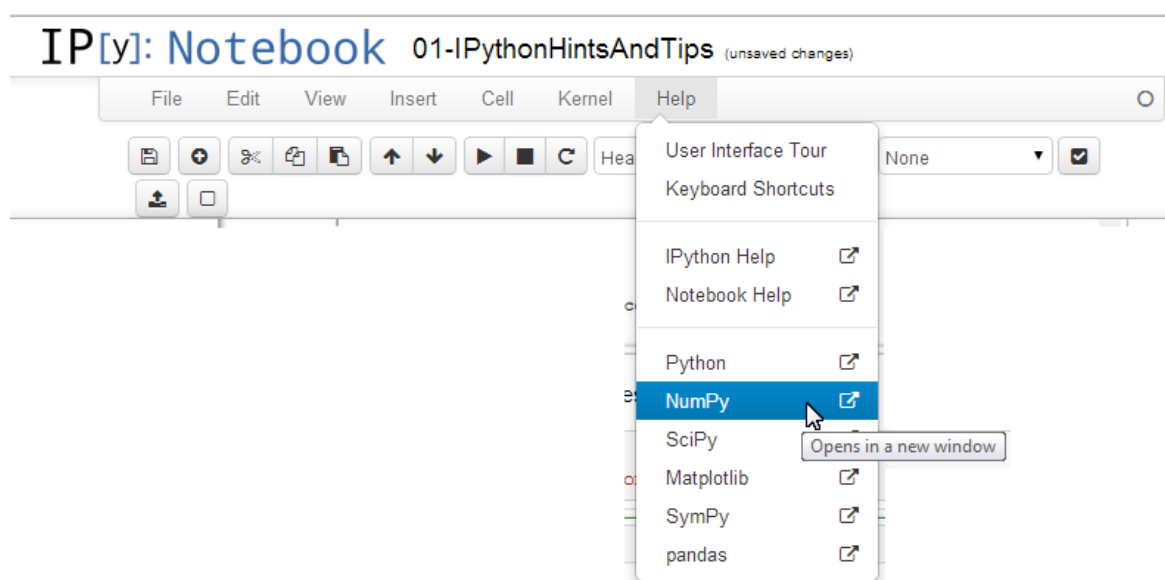 IP[y]: Notebook 01-IPythonHintsAndTips (unsaved changes)
File Edit View Insert Cell Kernel Help
User Interface Tour
None
Keyboard Shortcuts
IPython Help
Notebook Help
Python
NumPy
SciPy
Opens in a new window
Matplotlib
SymPy
pandas